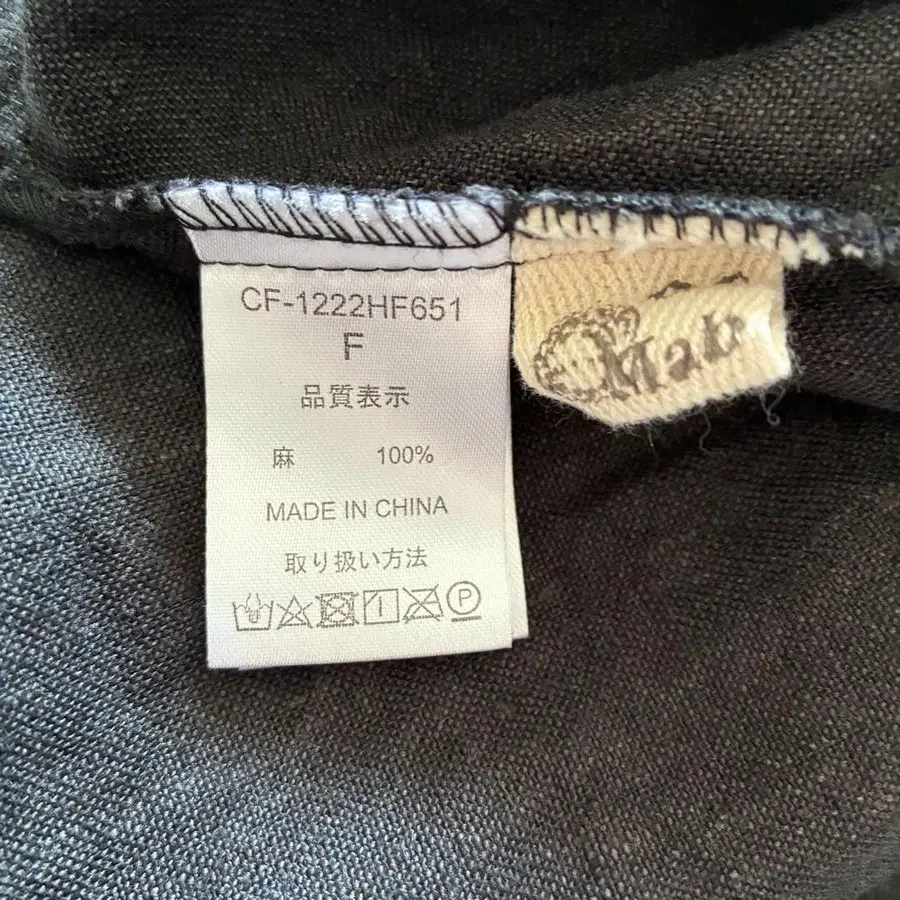 CF-1222HF651
F
品質表示
麻 100%
MADE IN CHINA
取り扱い方法
P
Mab